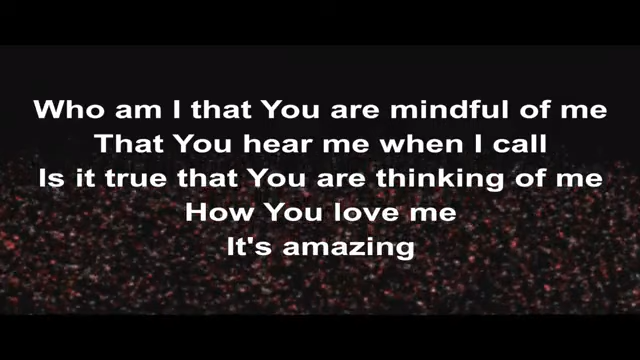 Who am I that You are mindful of me
That You hear me when I call
Is it true that You are thinking of me
How You love me
It's amazing